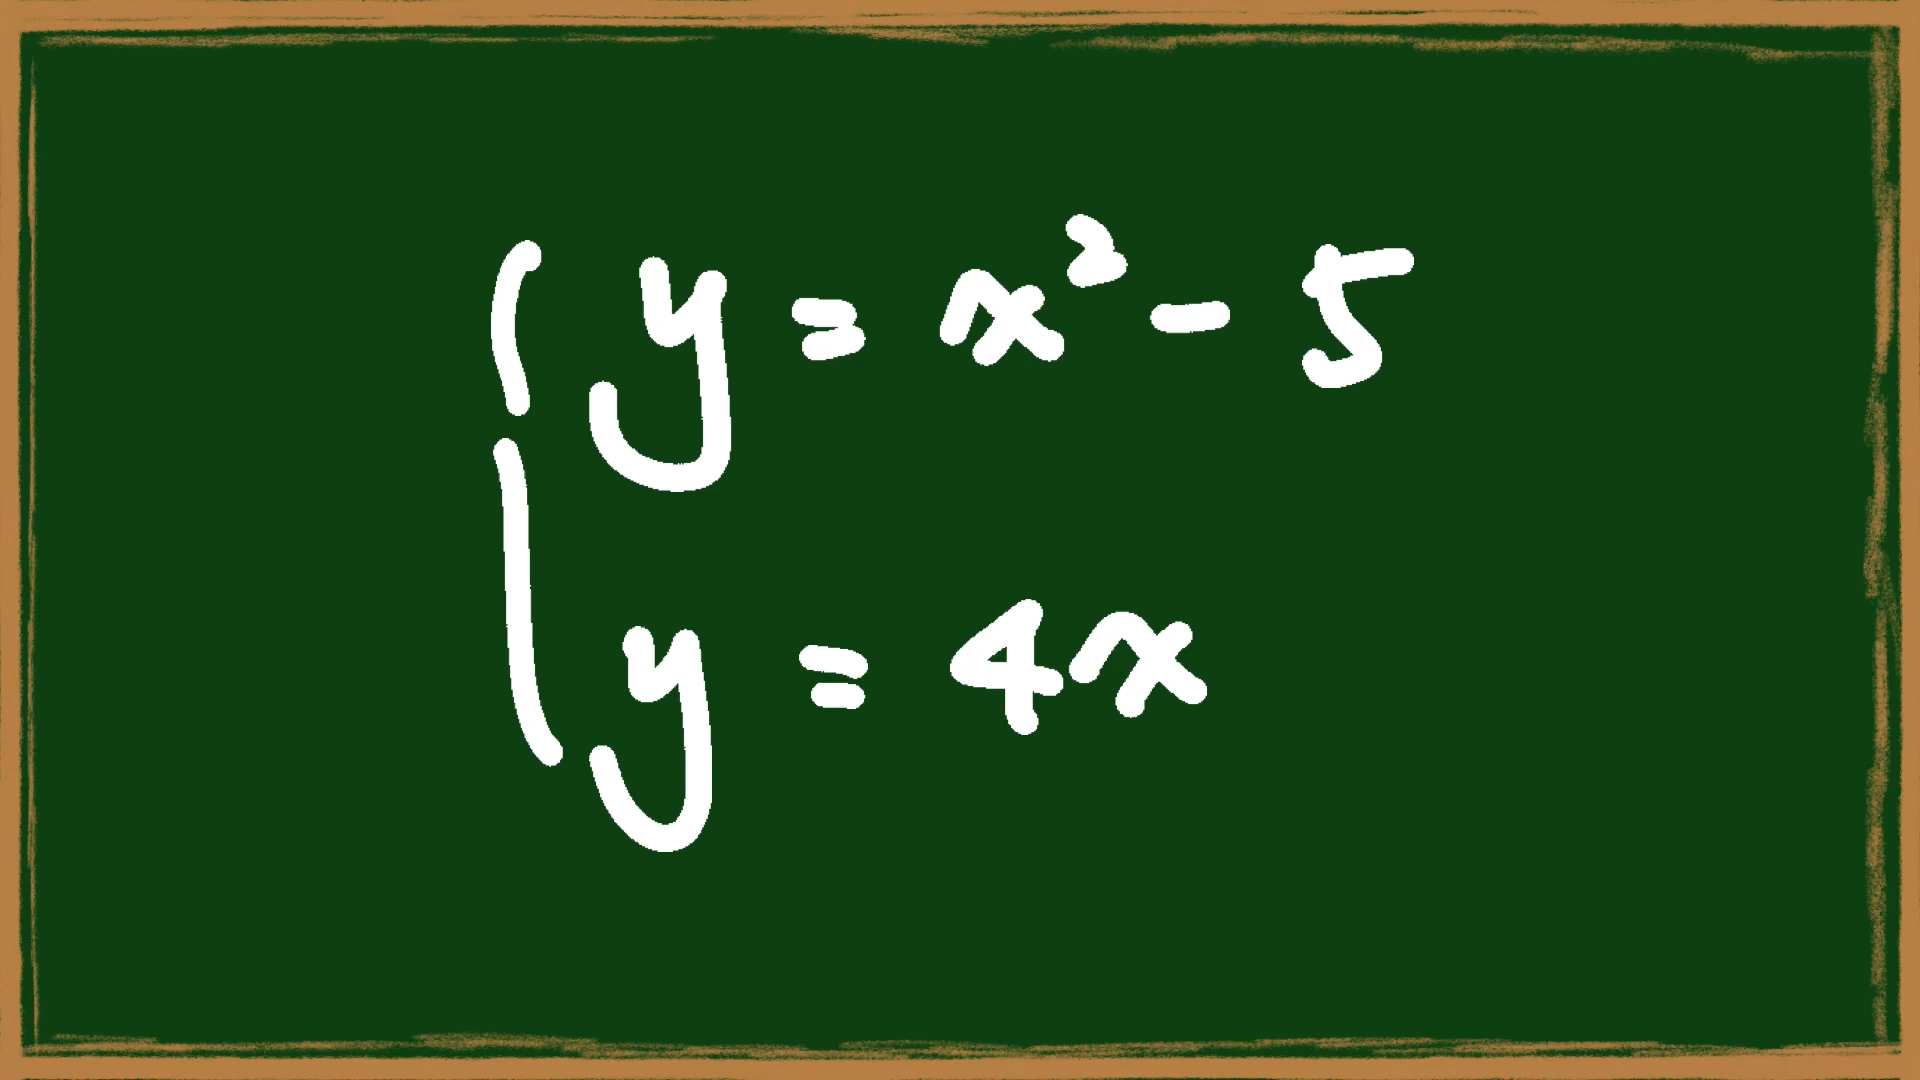 y = x² - 5
y = 4x